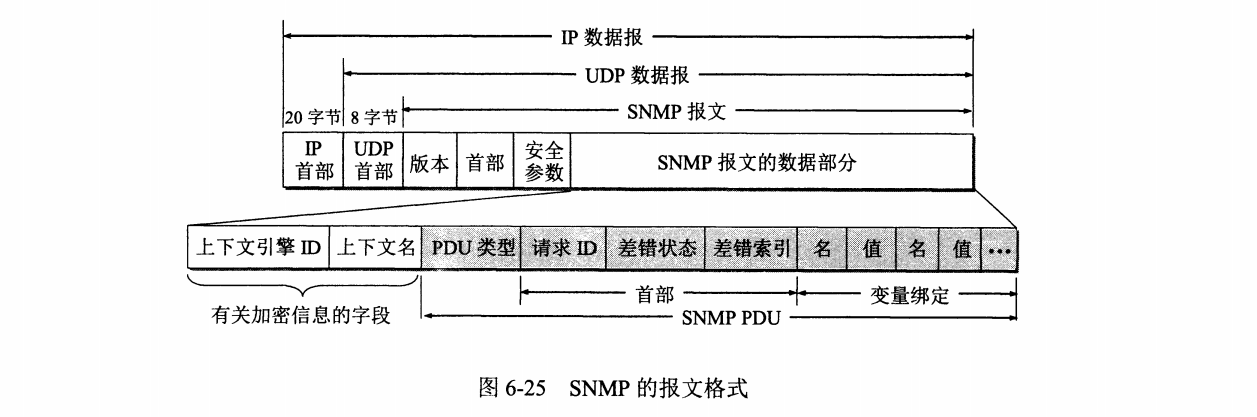 IP 数据报
UDP 数据报
SNMP 报文
20 字节 8 字节
IP 首部 UDP 首部 版本 首部 安全参数 SNMP 报文的数据部分
上下文引擎 ID 上下文名 PDU 类型 请求 ID 差错状态 差错索引 名 值 名 值 …
首部 变量绑定
有关加密信息的字段 SNMP PDU
图 6-25 SNMP 的报文格式